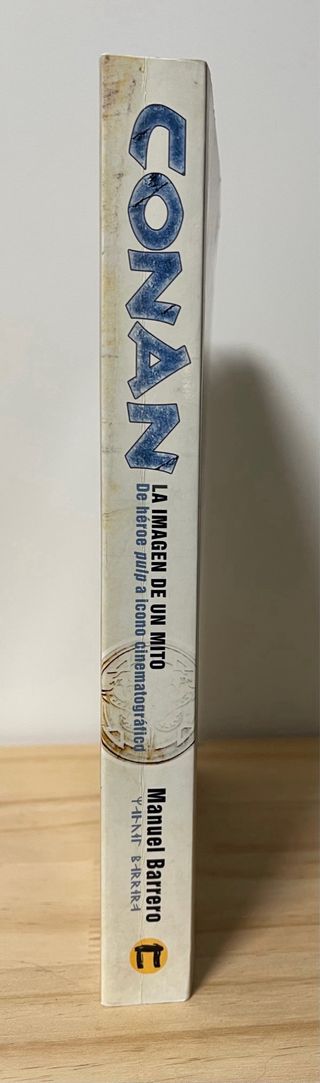 CONAN
LA IMAGEN DE UN MITO
De héroe pulp a icono cinematográfico
Manuel Barrero